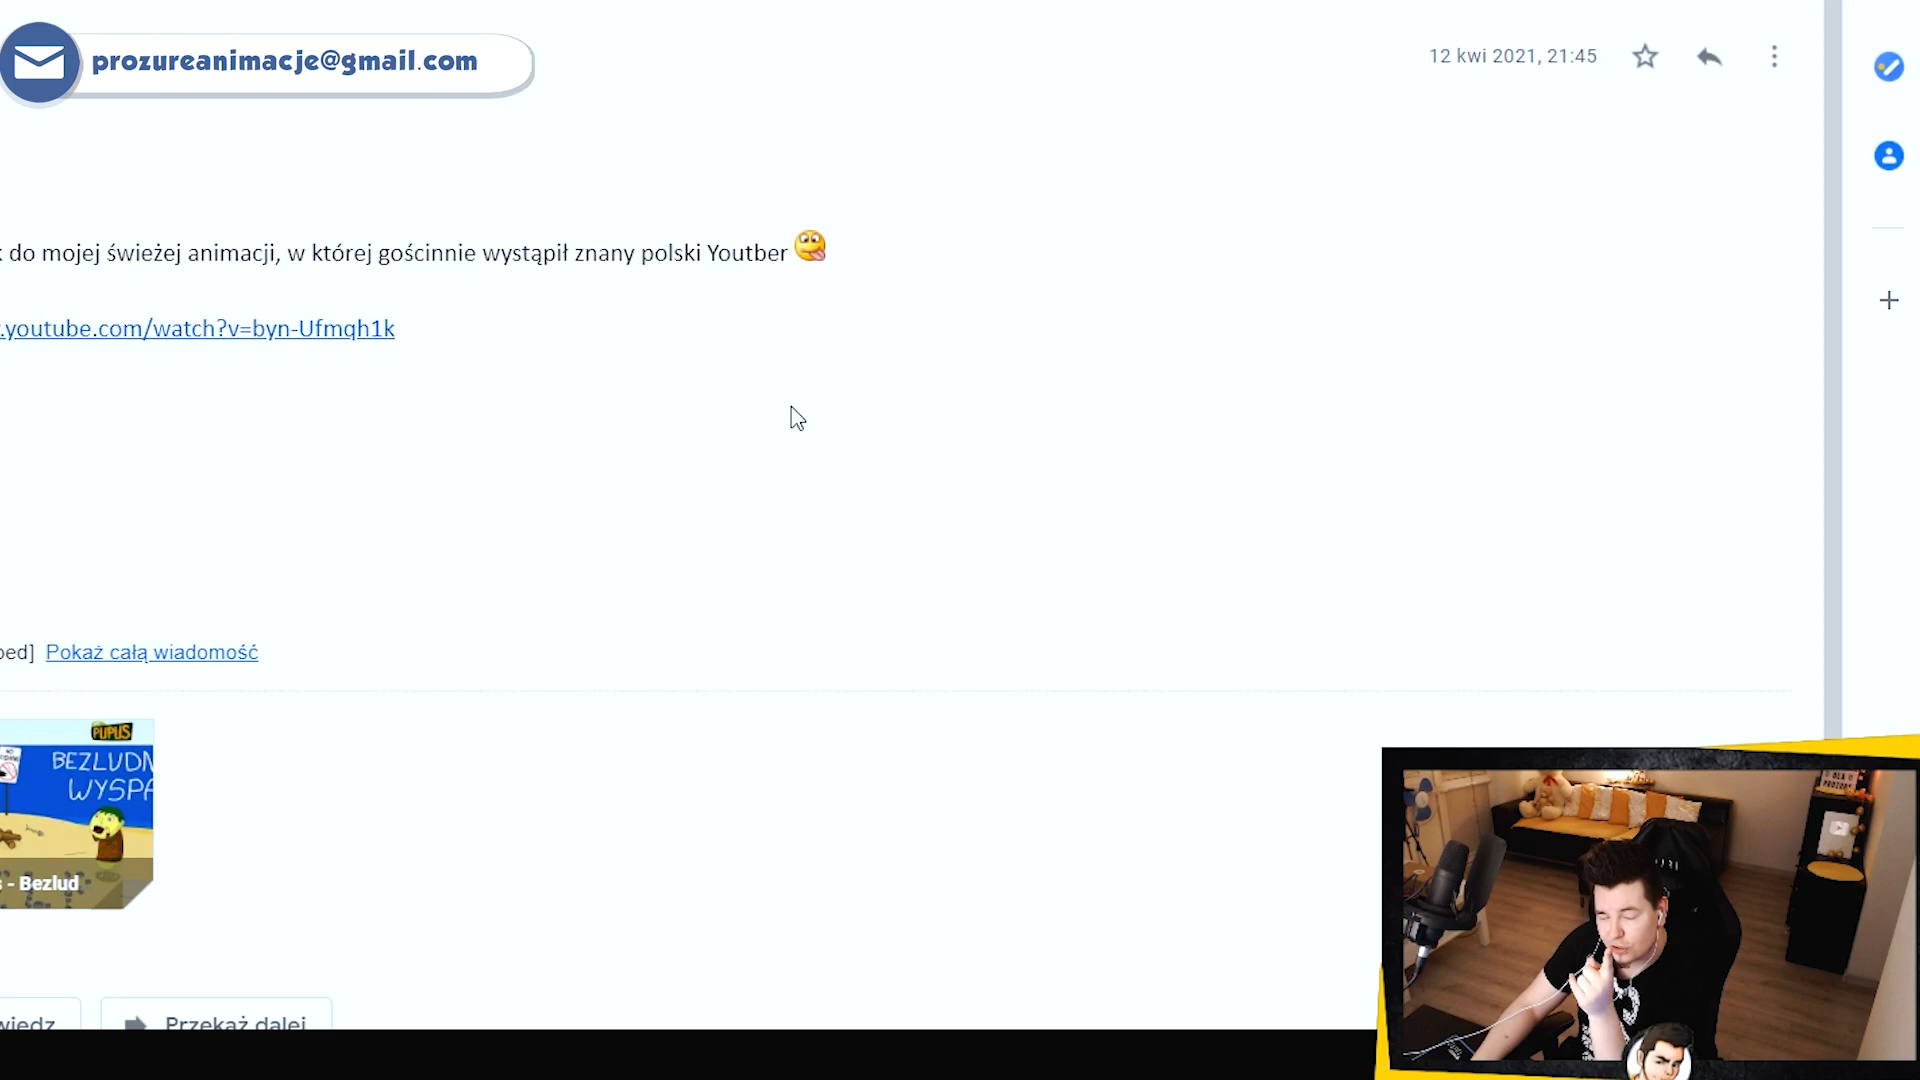 prozureanimacje@gmail.com
12 kwi 2021, 21:45
do mojej świeżej animacji, w której gościnnie wystąpił znany polski Youtber
.youtube.com/watch?v=byn-Ufmqh1k
ped] Pokaż całą wiadomość
PUPUS
BEZLUDN
WYSPA
s - Bezlud
wiedz
Przekaż dalej